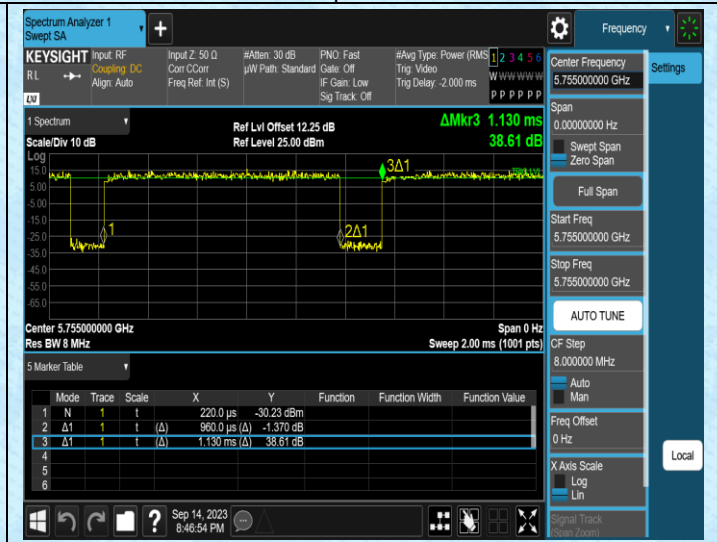 Spectrum Analyzer 1
Swept SA
Frequency
KEYSIGHT
RL
LXI
Input: RF
Coupling: DC
Align: Auto
Input Z: 50 Ω
Corr CCorr
Freq Ref: Int (S)
#Atten: 30 dB
µW Path: Standard
PNO: Fast
Gate: Off
IF Gain: Low
Sig Track: Off
#Avg Type: Power (RMS
Trig: Video
Trig Delay: -2.000 ms
1 2 3 4 5 6
W W W W W W
P P P P P P
1 Spectrum
Scale/Div 10 dB
Ref Lvl Offset 12.25 dB
Ref Level 25.00 dBm
ΔMkr3 1.130 ms
38.61 dB
Log
15.0
5.00
-5.00
-15.0
-25.0
-35.0
-45.0
-55.0
-65.0
1
2Δ1
3Δ1
Center 5.755000000 GHz
Res BW 8 MHz
Span 0 Hz
Sweep 2.00 ms (1001 pts)
5 Marker Table
Mode Trace Scale X Y Function Function Width Function Value
1 N 1 t 220.0 µs -30.23 dBm
2 Δ1 1 t (Δ) 960.0 µs (Δ) -1.370 dB
3 Δ1 1 t (Δ) 1.130 ms (Δ) 38.61 dB
4
5
6
?
Sep 14, 2023
8:46:54 PM
Center Frequency
5.755000000 GHz
Span
0.00000000 Hz
Swept Span
Zero Span
Full Span
Start Freq
5.755000000 GHz
Stop Freq
5.755000000 GHz
AUTO TUNE
CF Step
8.000000 MHz
Auto
Man
Freq Offset
0 Hz
X Axis Scale
Log
Lin
Signal Track
(Span Zoom)
Settings
Local